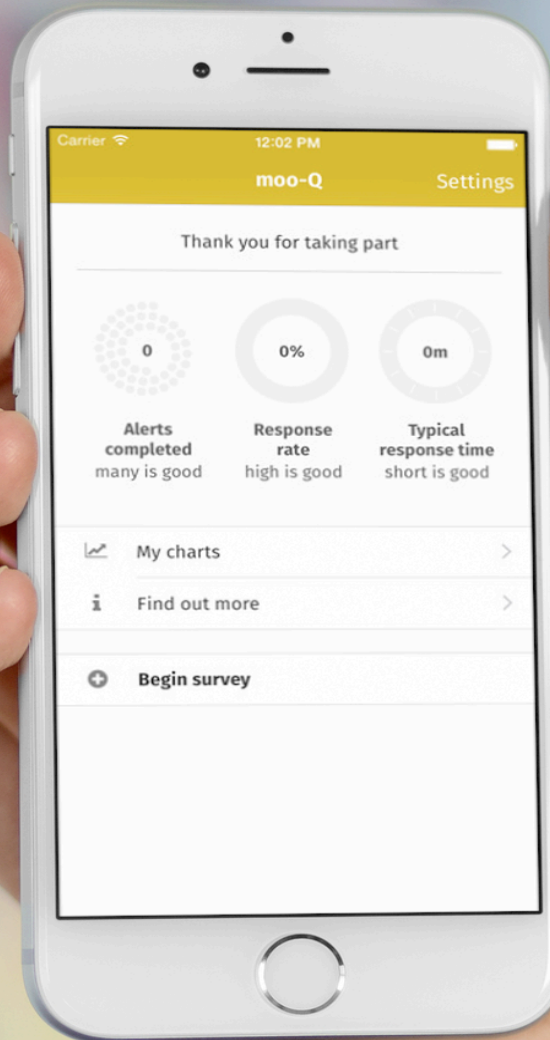 Carrier
12:02 PM
moo-Q
Settings
Thank you for taking part
0
0%
0m
Alerts
completed
many is good
Response
rate
high is good
Typical
response time
short is good
My charts
Find out more
Begin survey